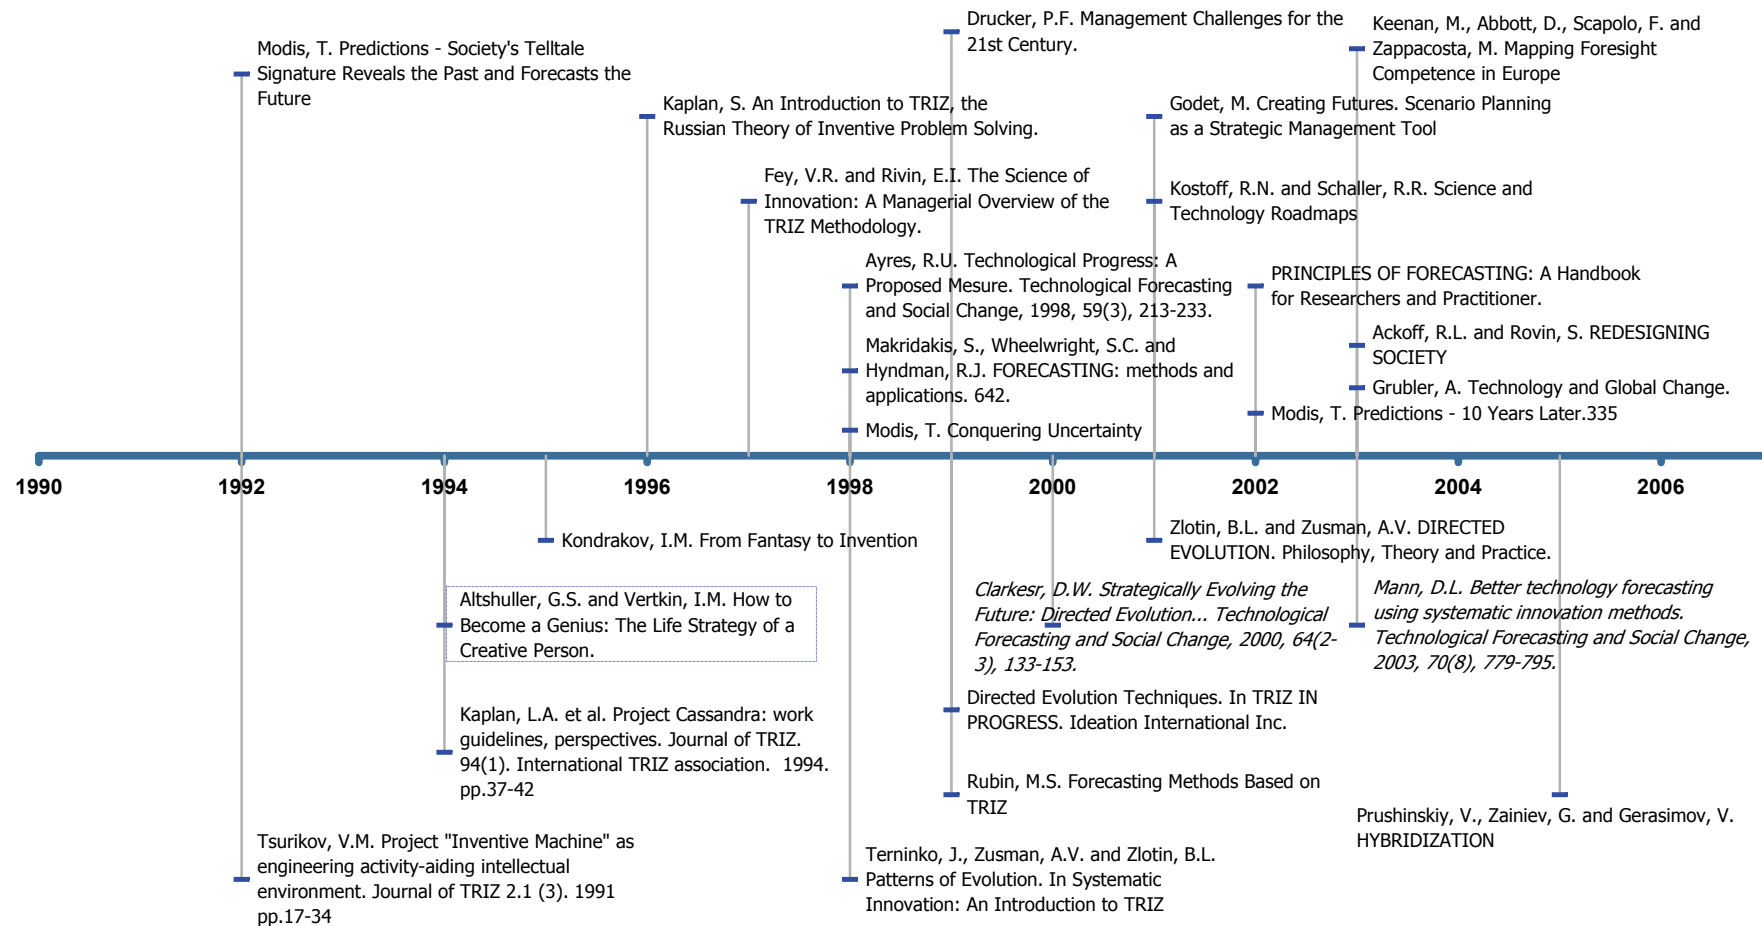 Drucker, P.F. Management Challenges for the
21st Century.
Keenan, M., Abbott, D., Scapolo, F. and
Zappacosta, M. Mapping Foresight
Competence in Europe
Modis, T. Predictions - Society's Telltale
Signature Reveals the Past and Forecasts the
Future
Kaplan, S. An Introduction to TRIZ, the
Russian Theory of Inventive Problem Solving.
Godet, M. Creating Futures. Scenario Planning
as a Strategic Management Tool
Fey, V.R. and Rivin, E.I. The Science of
Innovation: A Managerial Overview of the
TRIZ Methodology.
Kostoff, R.N. and Schaller, R.R. Science and
Technology Roadmaps
Ayres, R.U. Technological Progress: A
Proposed Mesure. Technological Forecasting
and Social Change, 1998, 59(3), 213-233.
PRINCIPLES OF FORECASTING: A Handbook
for Researchers and Practitioner.
Makridakis, S., Wheelwright, S.C. and
Hyndman, R.J. FORECASTING: methods and
applications. 642.
Ackoff, R.L. and Rovin, S. REDESIGNING
SOCIETY
Grubler, A. Technology and Global Change.
Modis, T. Predictions - 10 Years Later.335
Modis, T. Conquering Uncertainty
1990 1992 1994 1996 1998 2000 2002 2004 2006
Kondrakov, I.M. From Fantasy to Invention
Zlotin, B.L. and Zusman, A.V. DIRECTED
EVOLUTION. Philosophy, Theory and Practice.
Altshuller, G.S. and Vertkin, I.M. How to
Become a Genius: The Life Strategy of a
Creative Person.
Clarkesr, D.W. Strategically Evolving the
Future: Directed Evolution... Technological
Forecasting and Social Change, 2000, 64(2-
3), 133-153.
Mann, D.L. Better technology forecasting
using systematic innovation methods.
Technological Forecasting and Social Change,
2003, 70(8), 779-795.
Kaplan, L.A. et al. Project Cassandra: work
guidelines, perspectives. Journal of TRIZ.
94(1). International TRIZ association.  1994.
pp.37-42
Directed Evolution Techniques. In TRIZ IN
PROGRESS. Ideation International Inc.
Rubin, M.S. Forecasting Methods Based on
TRIZ
Prushinskiy, V., Zainiev, G. and Gerasimov, V.
HYBRIDIZATION
Tsurikov, V.M. Project "Inventive Machine" as
engineering activity-aiding intellectual
environment. Journal of TRIZ 2.1 (3). 1991
pp.17-34
Terninko, J., Zusman, A.V. and Zlotin, B.L.
Patterns of Evolution. In Systematic
Innovation: An Introduction to TRIZ